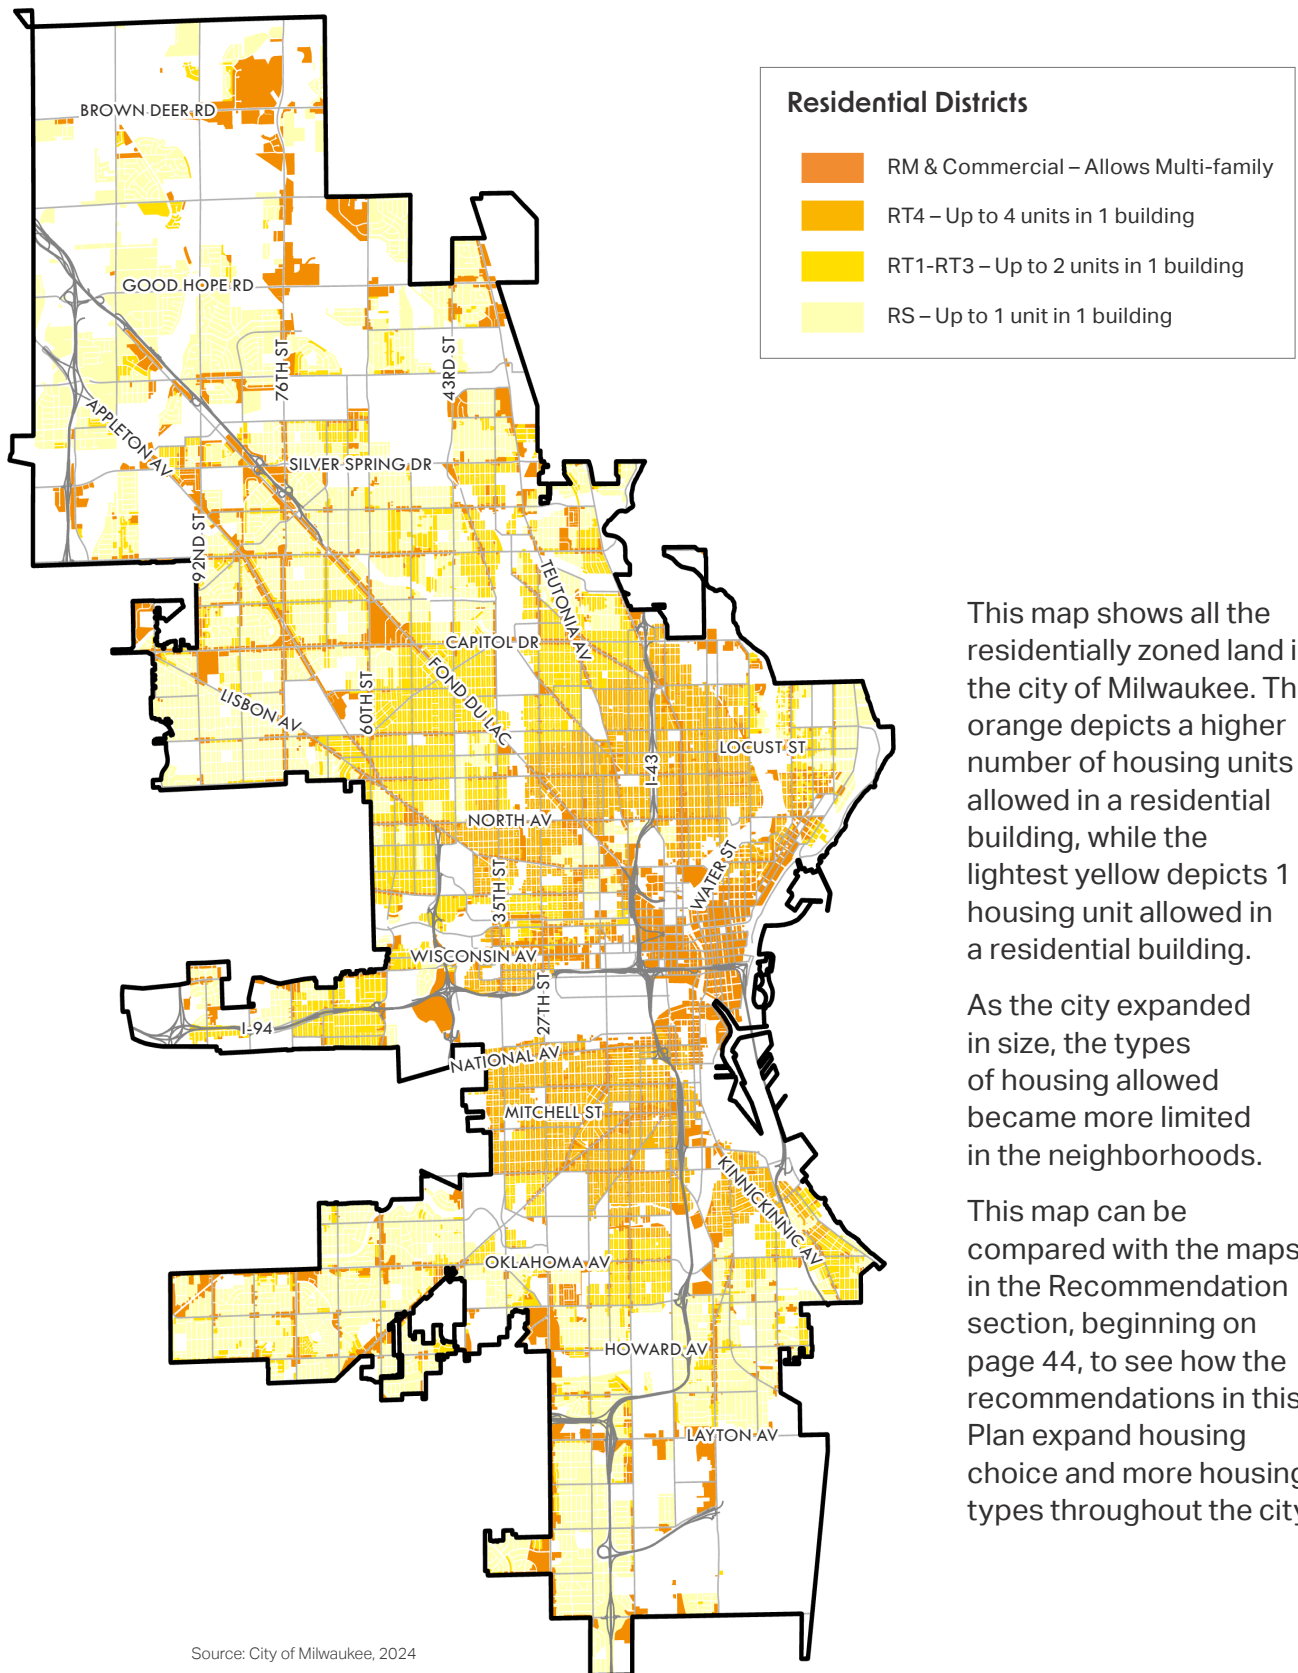 Residential Districts
RM & Commercial – Allows Multi-family
RT4 – Up to 4 units in 1 building
RT1-RT3 – Up to 2 units in 1 building
RS – Up to 1 unit in 1 building
BROWN DEER RD
GOOD HOPE RD
76TH ST
43RD ST
APPLETON AV
SILVER SPRING DR
92ND ST
TEUTONIA AV
CAPITOL DR
FOND DU LAC
LISBON AV
60TH ST
LOCUST ST
I-43
NORTH AV
WATER ST
35TH ST
WISCONSIN AV
27TH ST
I-94
NATIONAL AV
MITCHELL ST
KINNICKINNIC AV
OKLAHOMA AV
HOWARD AV
LAYTON AV
This map shows all the
residentially zoned land i
the city of Milwaukee. Th
orange depicts a higher
number of housing units
allowed in a residential
building, while the
lightest yellow depicts 1
housing unit allowed in
a residential building.
As the city expanded
in size, the types
of housing allowed
became more limited
in the neighborhoods.
This map can be
compared with the maps
in the Recommendation
section, beginning on
page 44, to see how the
recommendations in this
Plan expand housing
choice and more housing
types throughout the city
Source: City of Milwaukee, 2024